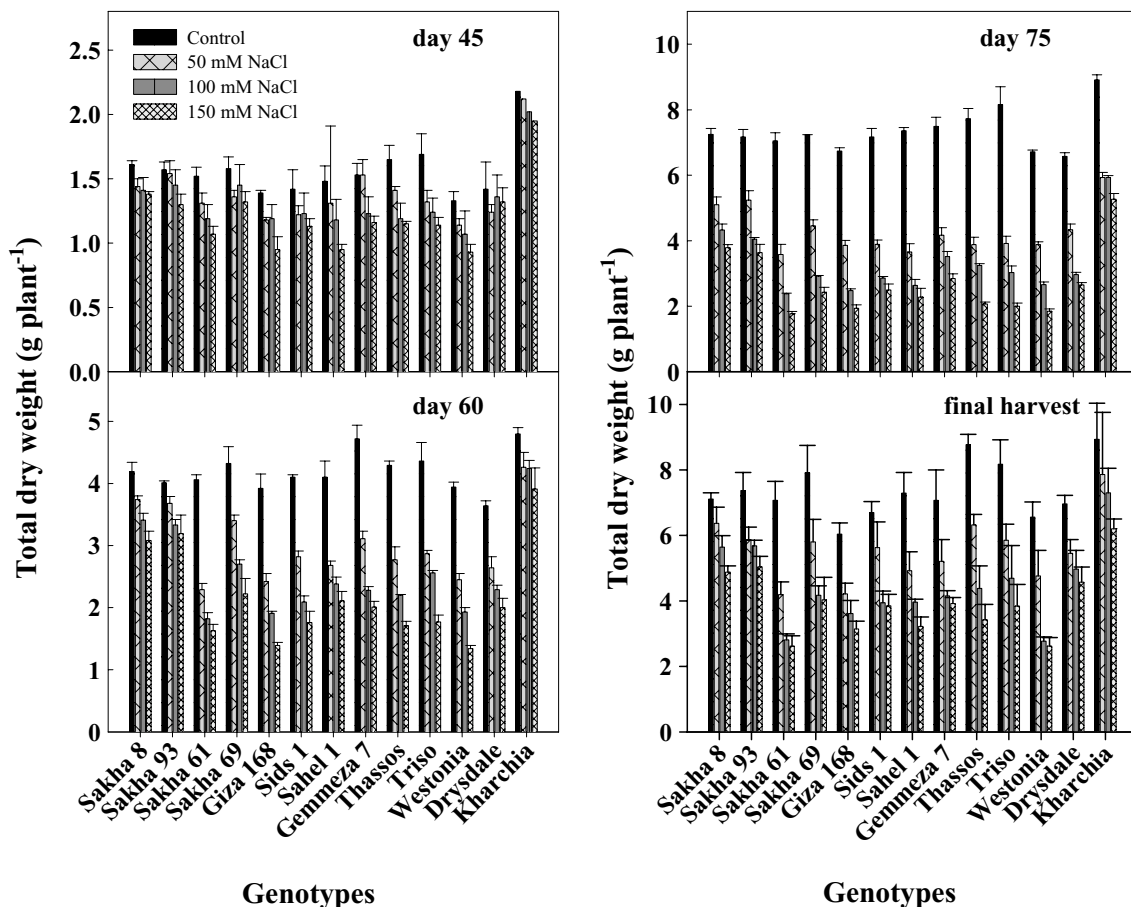 Total dry weight (g plant⁻¹)
2.5
2.0
1.5
1.0
0.5
0.0
day 45
Control
50 mM NaCl
100 mM NaCl
150 mM NaCl
5
4
3
2
1
0
day 60
Sakha 8
Sakha 93
Sakha 61
Sakha 69
Giza 168
Sids 1
Sahel 1
Gemmeza 7
Thassos
Triso
Westonia
Drysdale
Kharchia
Genotypes
Total dry weight (g plant⁻¹)
10
8
6
4
2
0
day 75
10
8
6
4
2
0
final harvest
Sakha 8
Sakha 93
Sakha 61
Sakha 69
Giza 168
Sids 1
Sahel 1
Gemmeza 7
Thassos
Triso
Westonia
Drysdale
Kharchia
Genotypes